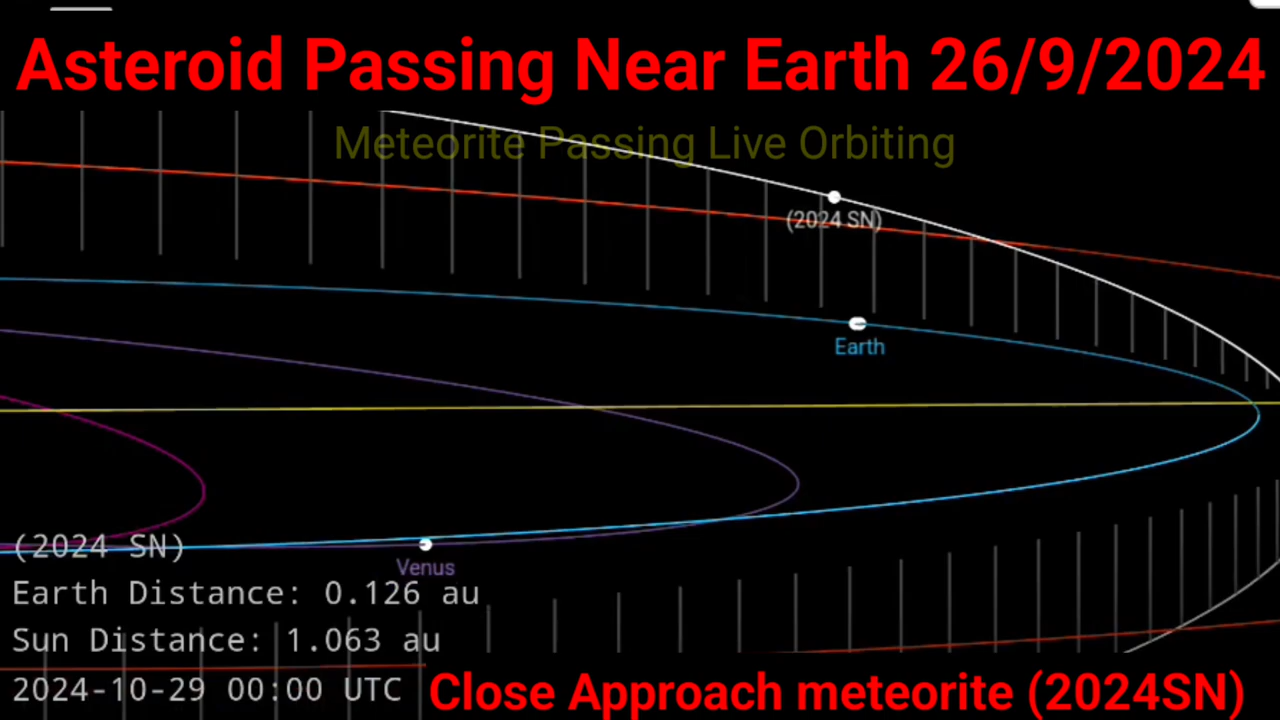 Asteroid Passing Near Earth 26/9/2024
Meteorite Passing Live Orbiting
(2024 SN)
Earth
Venus
(2024 SN)
Earth Distance: 0.126 au
Sun Distance: 1.063 au
2024-10-29 00:00 UTC
Close Approach meteorite (2024SN)